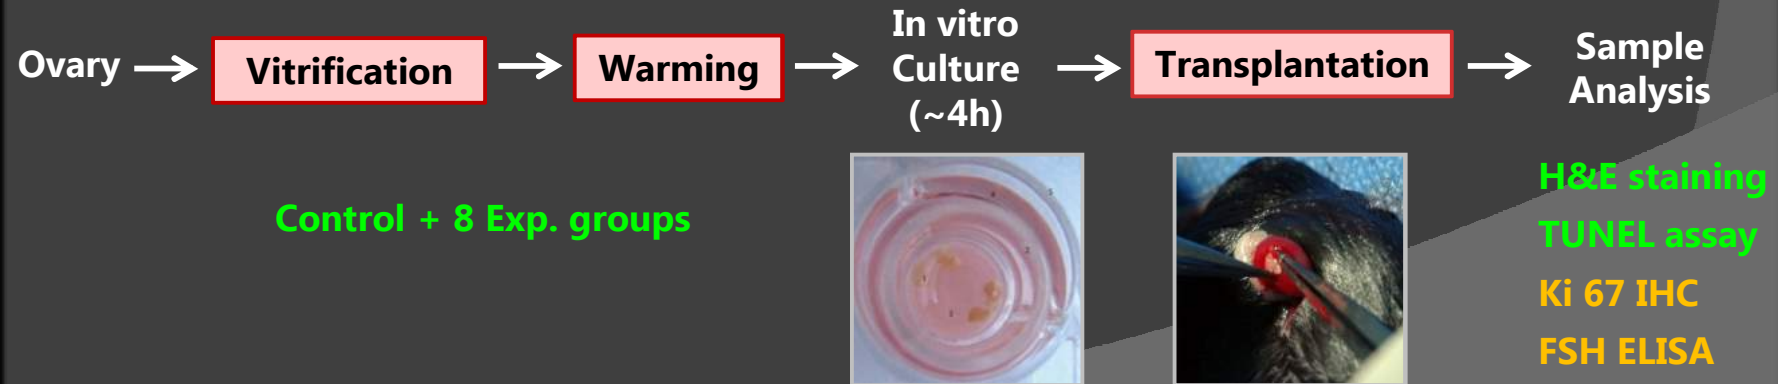 Ovary
Vitrification
Warming
In vitro
Culture
(~4h)
Transplantation
Sample
Analysis
Control + 8 Exp. groups
H&E staining
TUNEL assay
Ki 67 IHC
FSH ELISA